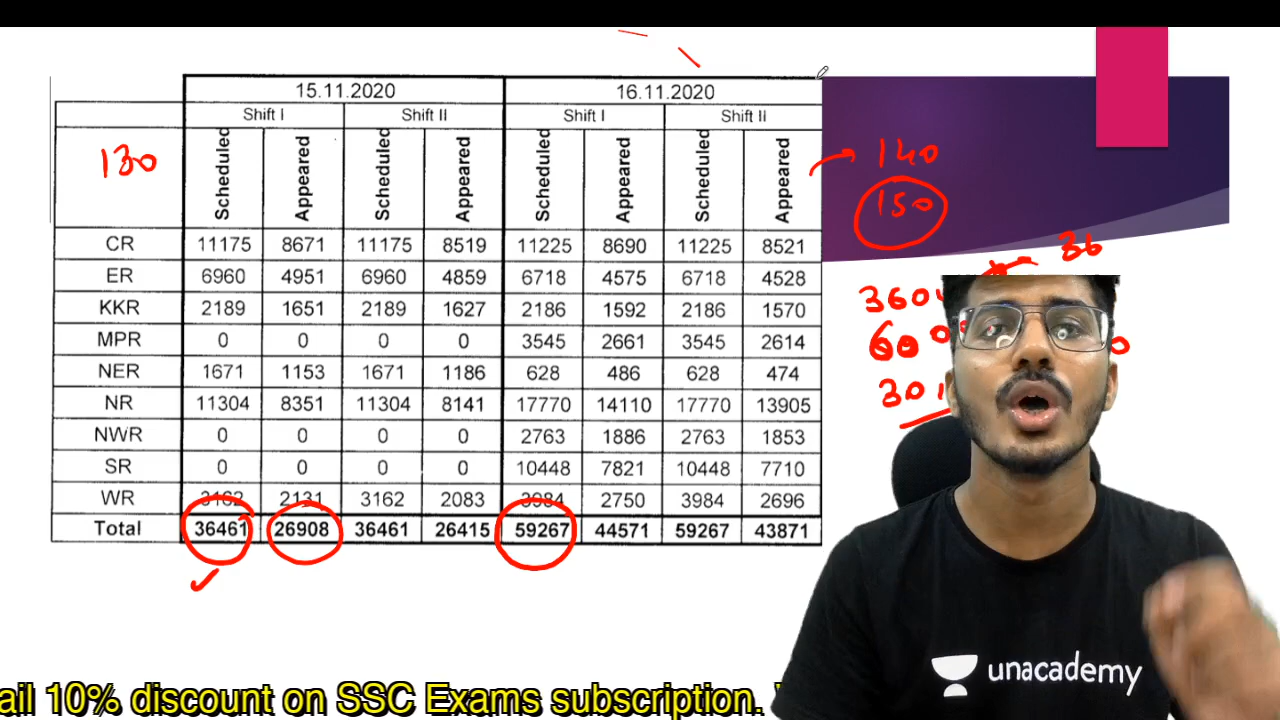 15.11.2020 16.11.2020
Shift I Shift II Shift I Shift II
130 Scheduled Appeared Scheduled Appeared Scheduled Appeared Scheduled Appeared
140
150
CR 11175 8671 11175 8519 11225 8690 11225 8521
36
ER 6960 4951 6960 4859 6718 4575 6718 4528
KKR 2189 1651 2189 1627 2186 1592 2186 1570
MPR 0 0 0 0 3545 2661 3545 2614
NER 1671 1153 1671 1186 628 486 628 474
NR 11304 8351 11304 8141 17770 14110 17770 13905
NWR 0 0 0 0 2763 1886 2763 1853
SR 0 0 0 0 10448 7821 10448 7710
WR 3162 2131 3162 2083 3984 2750 3984 2696
Total 36461 26908 36461 26415 59267 44571 59267 43871
unacademy
ail 10% discount on SSC Exams subscription.